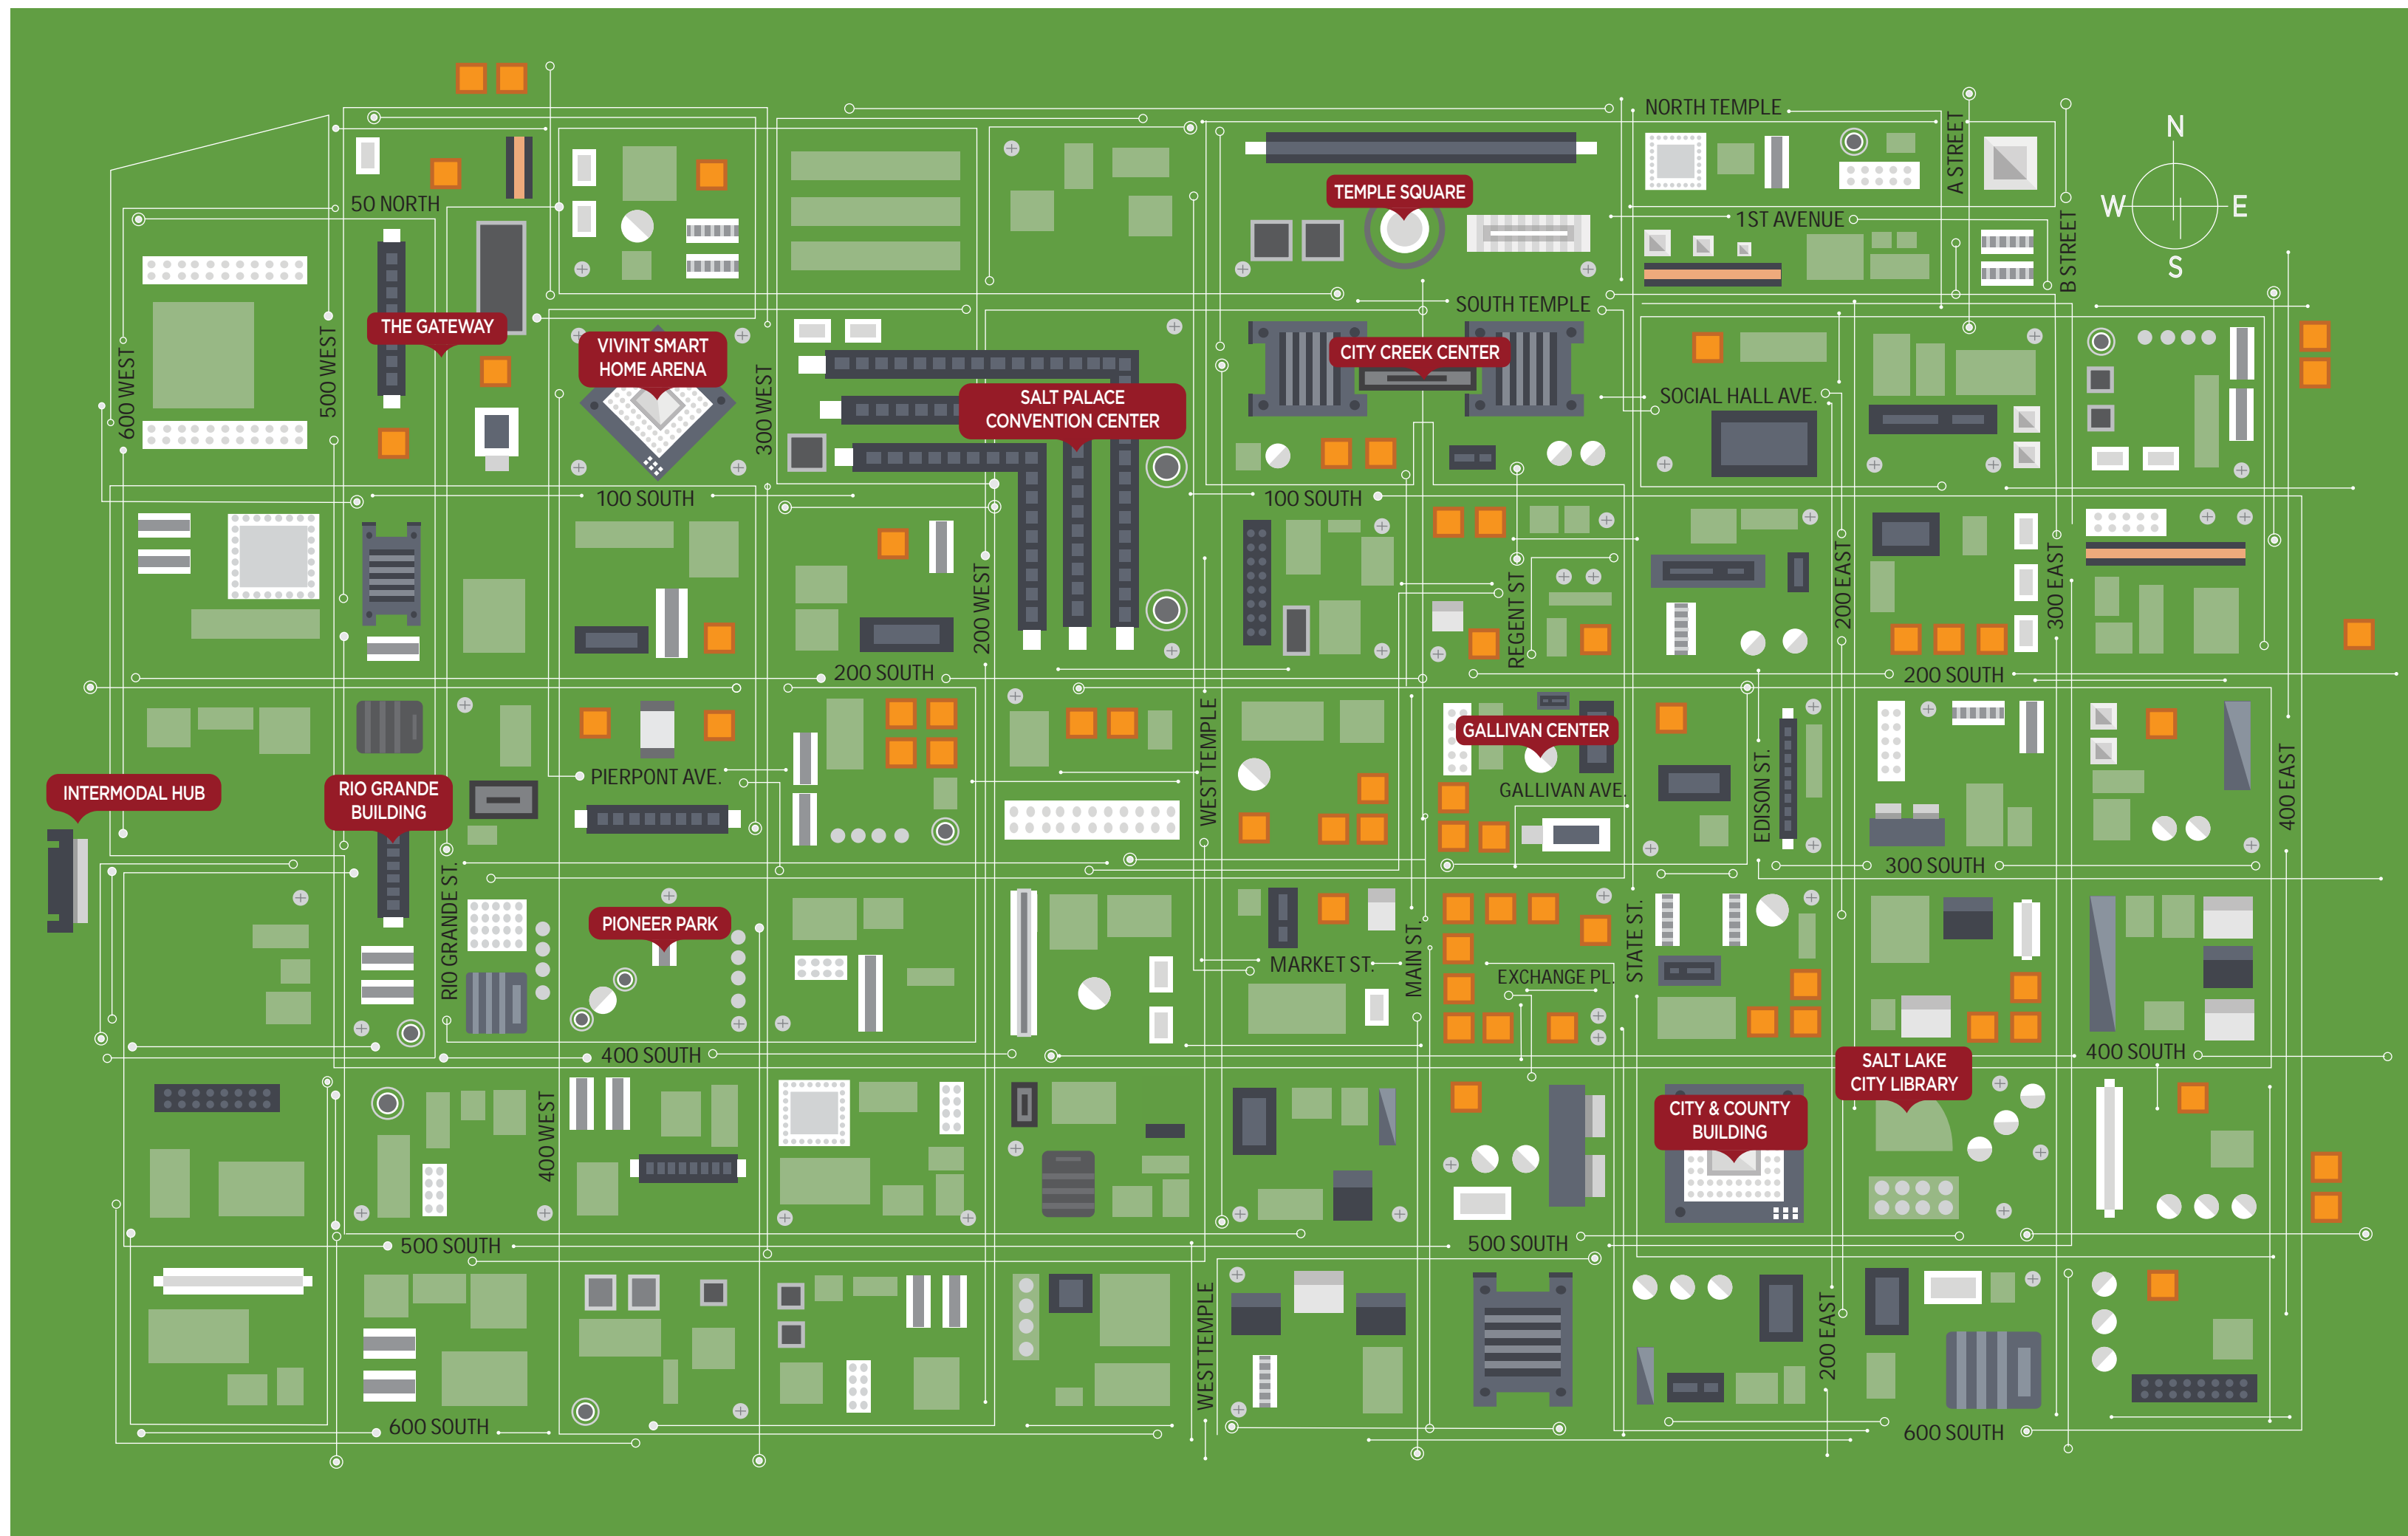 NORTH TEMPLE
A STREET
N
50 NORTH
TEMPLE SQUARE
1ST AVENUE
W
E
B STREET
S
SOUTH TEMPLE
THE GATEWAY
VIVINT SMART
HOME ARENA
CITY CREEK CENTER
600 WEST
500 WEST
300 WEST
SALT PALACE
CONVENTION CENTER
SOCIAL HALL AVE.
100 SOUTH
100 SOUTH
200 WEST
REGENT ST
200 EAST
300 EAST
200 SOUTH
200 SOUTH
WEST TEMPLE
GALLIVAN CENTER
PIERPONT AVE.
GALLIVAN AVE.
EDISON ST.
400 EAST
INTERMODAL HUB
RIO GRANDE
BUILDING
300 SOUTH
RIO GRANDE ST.
PIONEER PARK
MARKET ST.
MAIN ST.
EXCHANGE PL.
STATE ST.
400 SOUTH
400 SOUTH
SALT LAKE
CITY LIBRARY
400 WEST
CITY & COUNTY
BUILDING
500 SOUTH
500 SOUTH
WEST TEMPLE
200 EAST
600 SOUTH
600 SOUTH